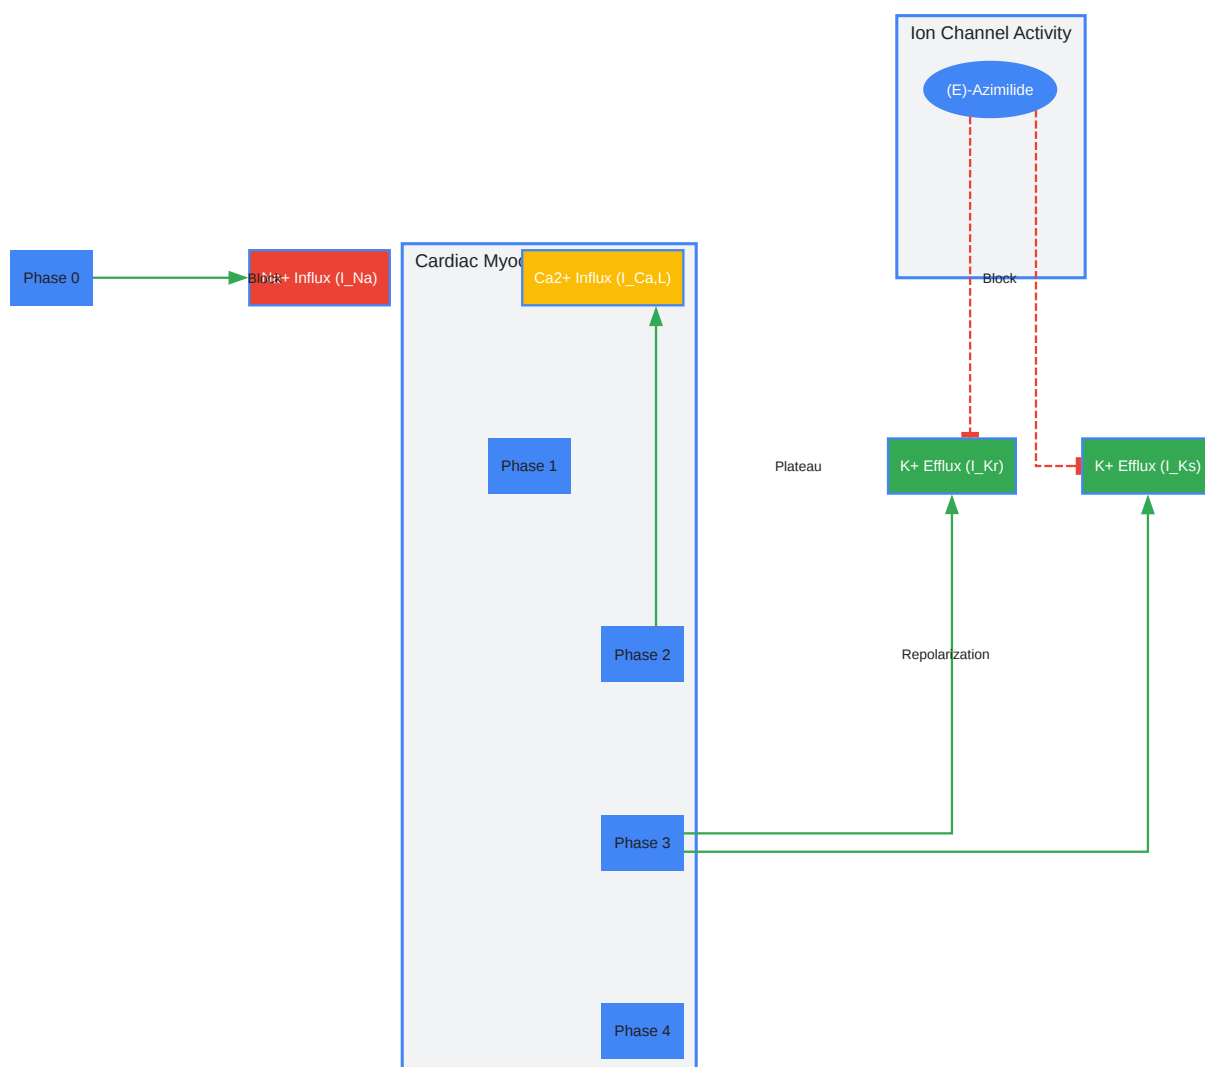 Ion Channel Activity
(E)-Azimilide
Cardiac
Phase 0
Block
Influx (I_Na)
Ca2+ Influx (I_Ca,L)
Block
Phase 1
Plateau
K+ Efflux (I_Kr)
K+ Efflux (I_Ks)
Phase 2
Repolarization
Phase 3
Phase 4